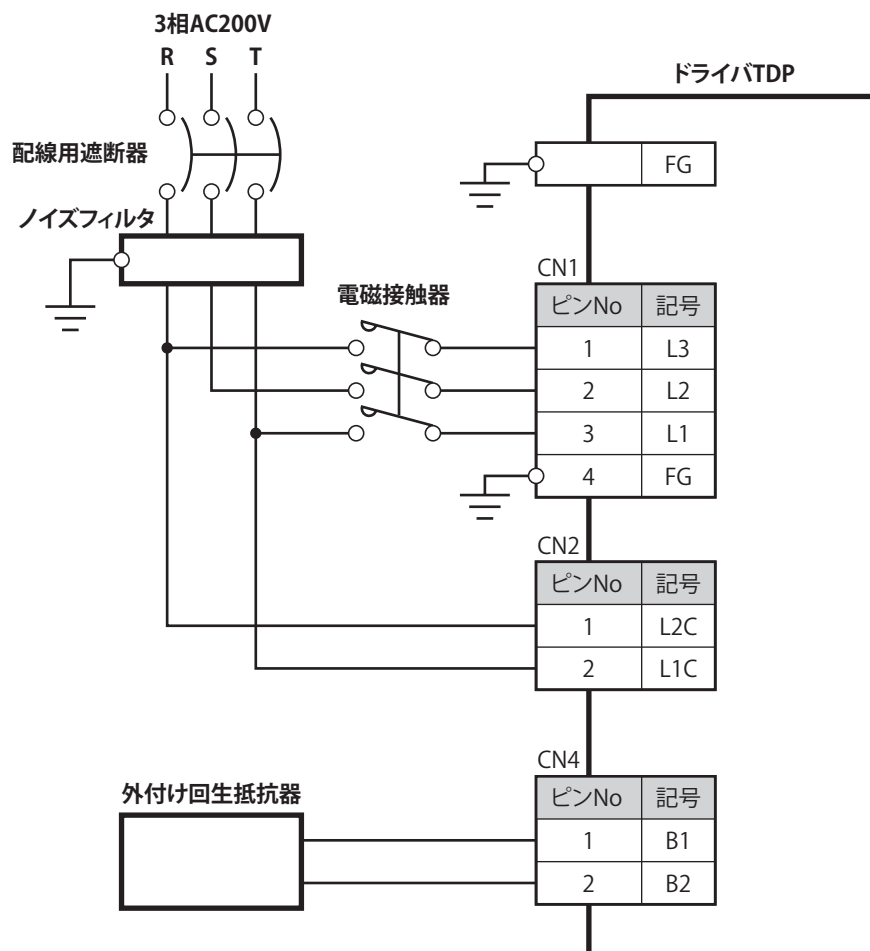 3相AC200V
R S T
ドライバTDP
配線用遮断器
FG
ノイズフィルタ
CN1
電磁接触器
ピンNo 記号
1 L3
2 L2
3 L1
4 FG
CN2
ピンNo 記号
1 L2C
2 L1C
CN4
外付け回生抵抗器
ピンNo 記号
1 B1
2 B2